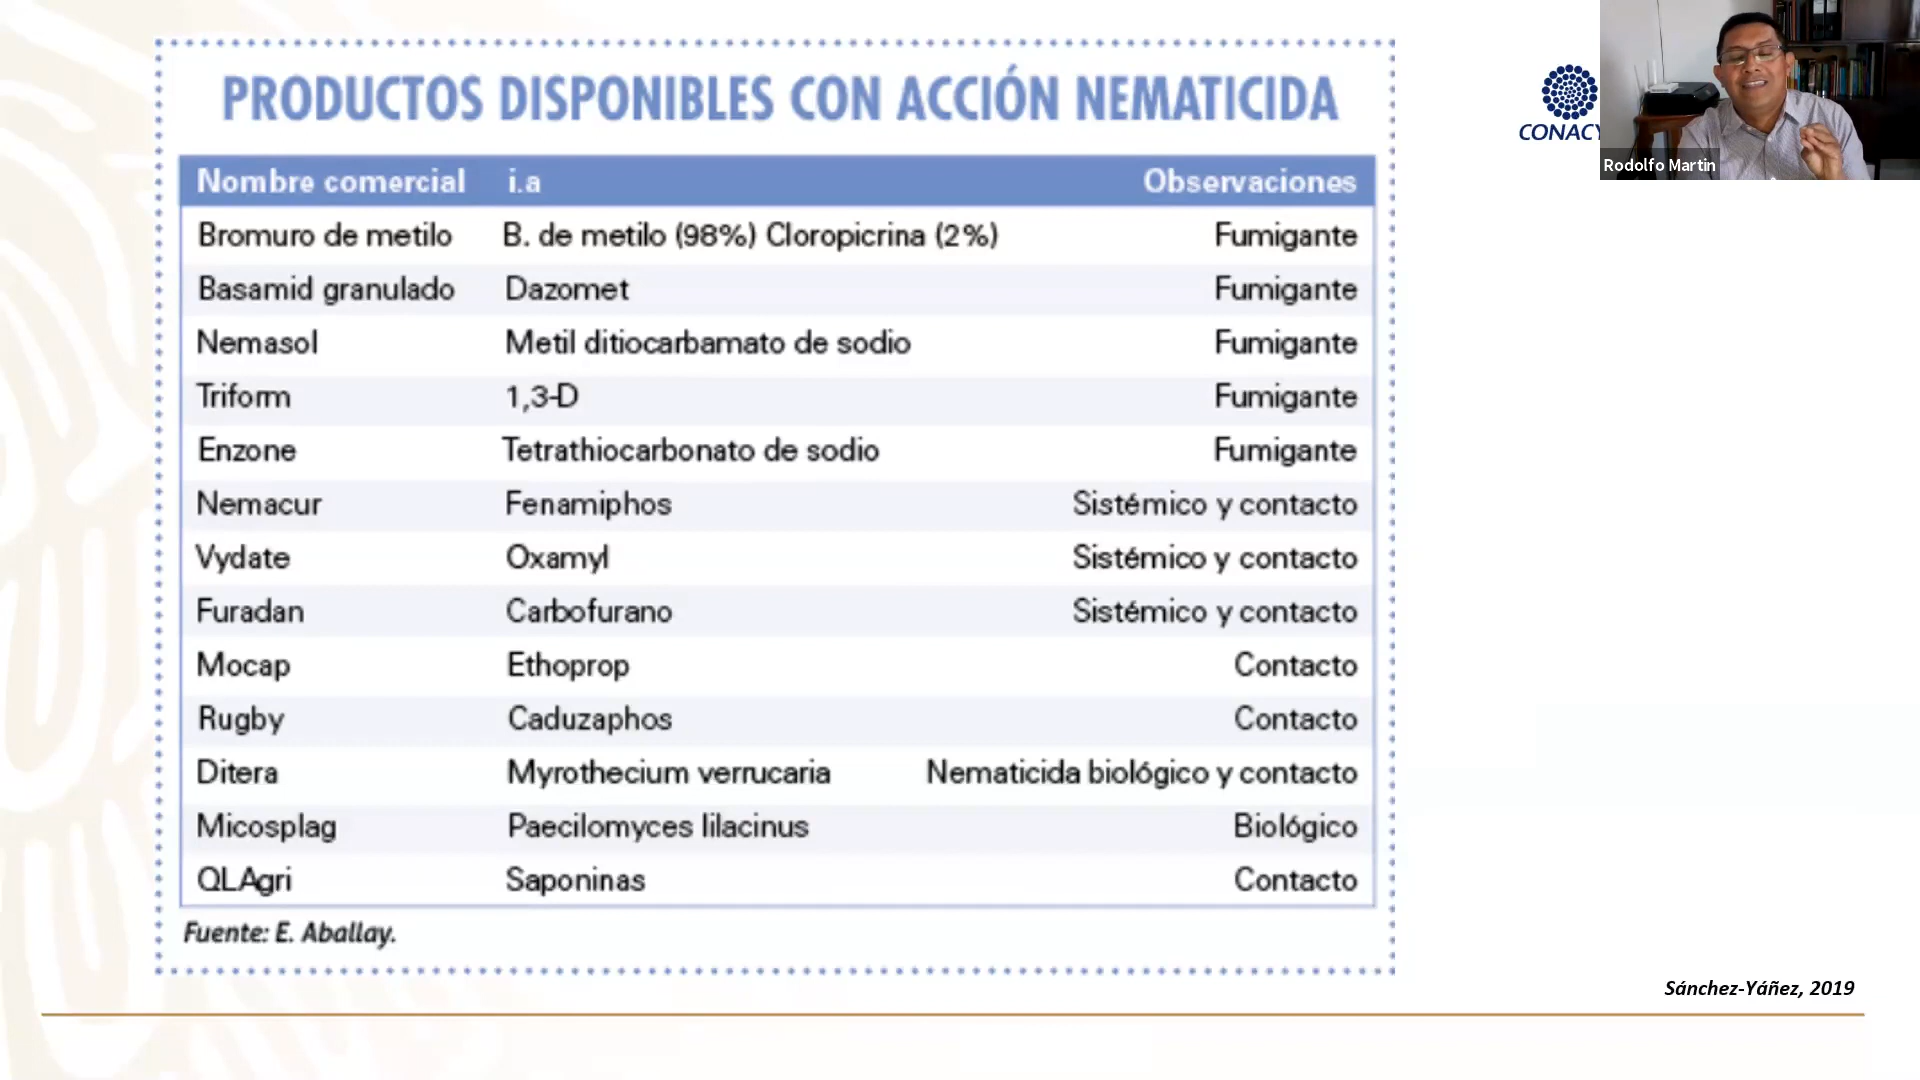 PRODUCTOS DISPONIBLES CON ACCIÓN NEMATICIDA
Nombre comercial i.a Observaciones
Bromuro de metilo B. de metilo (98%) Cloropicrina (2%) Fumigante
Basamid granulado Dazomet Fumigante
Nemasol Metil ditiocarbamato de sodio Fumigante
Triform 1,3-D Fumigante
Enzone Tetrathiocarbonato de sodio Fumigante
Nemacur Fenamiphos Sistémico y contacto
Vydate Oxamyl Sistémico y contacto
Furadan Carbofurano Sistémico y contacto
Mocap Ethoprop Contacto
Rugby Caduzaphos Contacto
Ditera Myrothecium verrucaria Nematicida biológico y contacto
Micosplag Paecilomyces lilacinus Biológico
QLAgri Saponinas Contacto
Fuente: E. Aballay.
CONACY
Rodolfo Martin
Sánchez-Yáñez, 2019